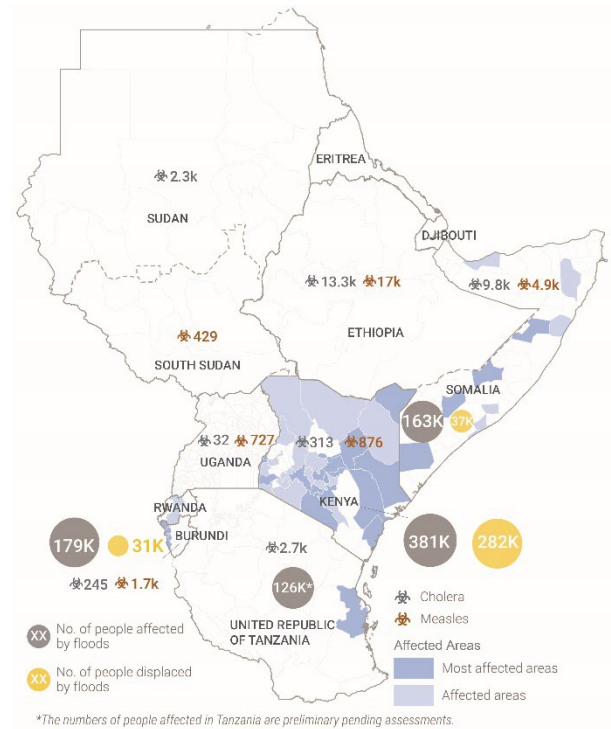 ERITREA
2.3k
SUDAN
DJIBOUTI
13.3k 17k
9.8k 4.9k
ETHIOPIA
429
SOUTH SUDAN
SOMALIA
163K 37K
32 727
313 876
UGANDA
KENYA
RWANDA
BURUNDI
179K 31K
245 1.7k
2.7k
381K 282K
126K*
UNITED REPUBLIC
OF TANZANIA
Cholera
Measles
Affected Areas
Most affected areas
Affected areas
XX No. of people affected
by floods
XX No. of people displaced
by floods
*The numbers of people affected in Tanzania are preliminary pending assessments.